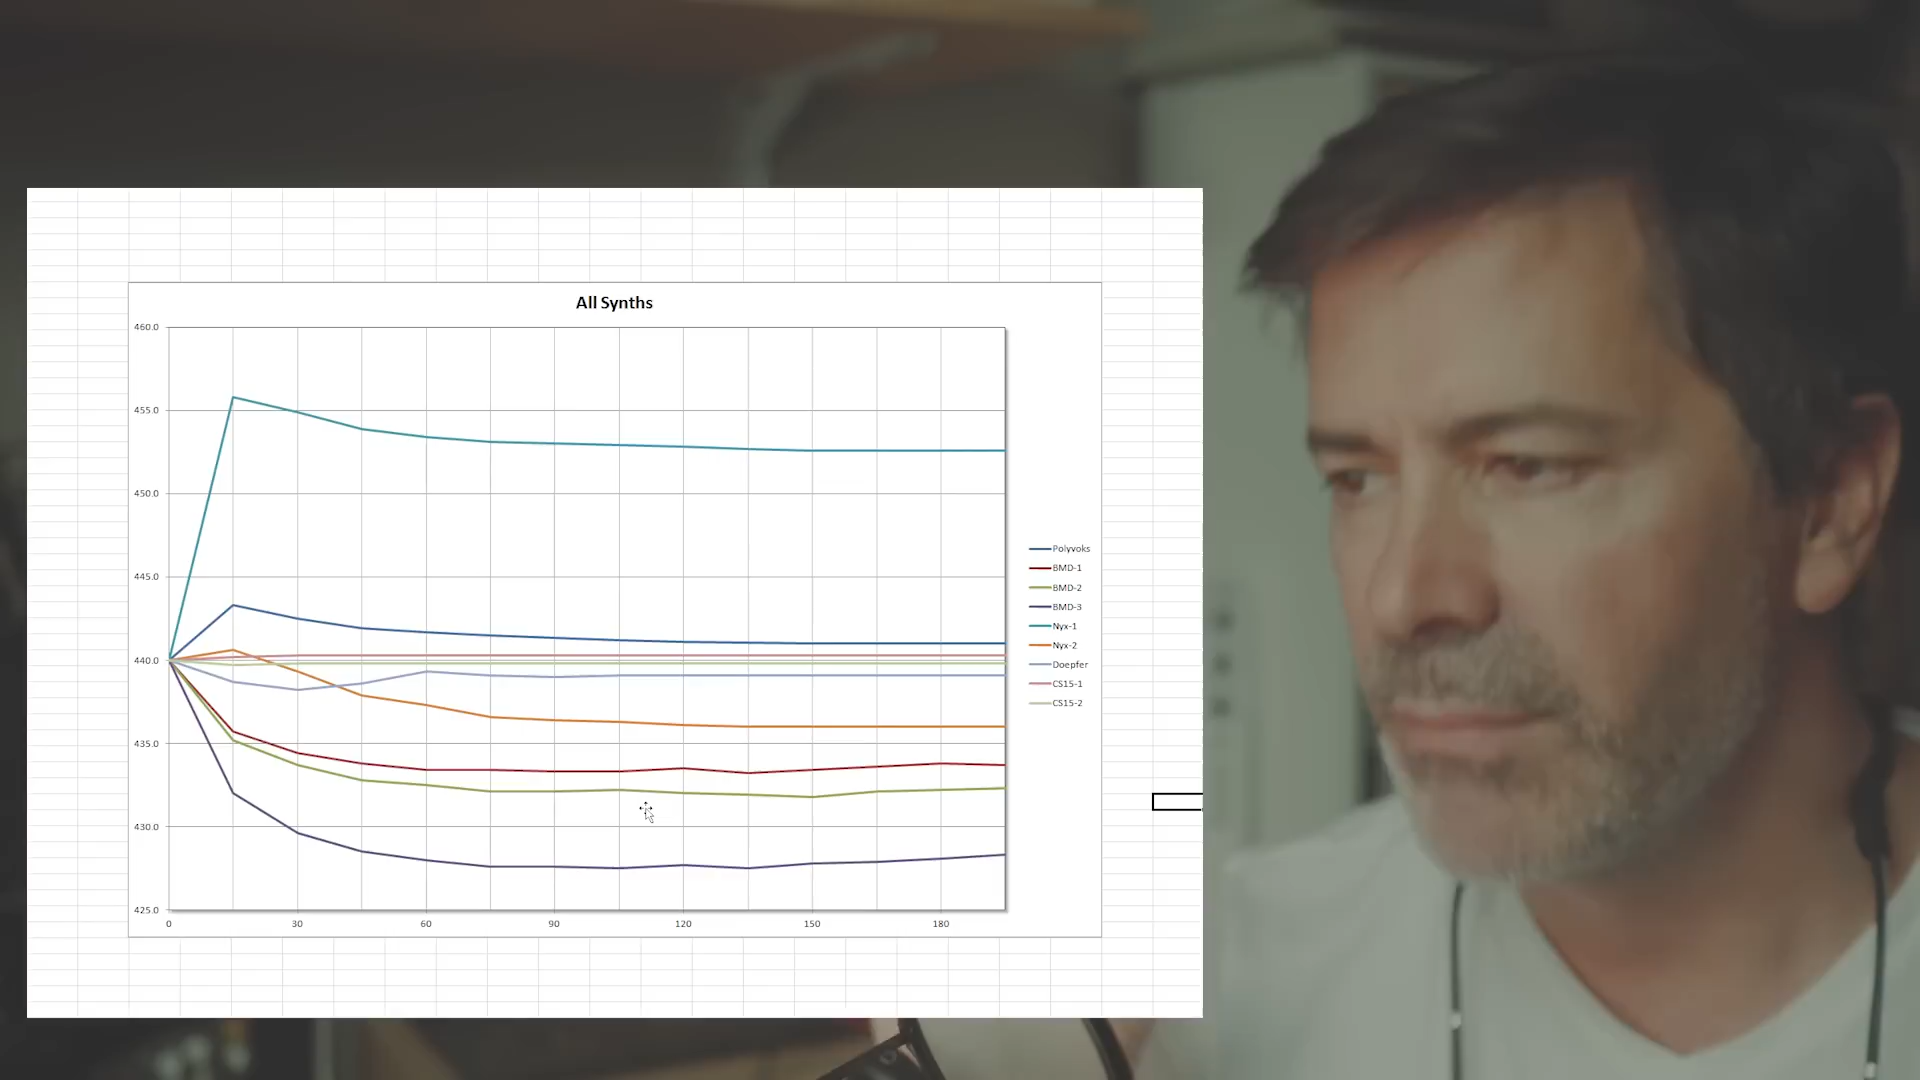 All Synths
460.0
455.0
450.0
445.0
440.0
435.0
430.0
425.0
0 30 60 90 120 150 180
Polyvoks
BMD-1
BMD-2
BMD-3
Nyx-1
Nyx-2
Doepfer
CS15-1
CS15-2